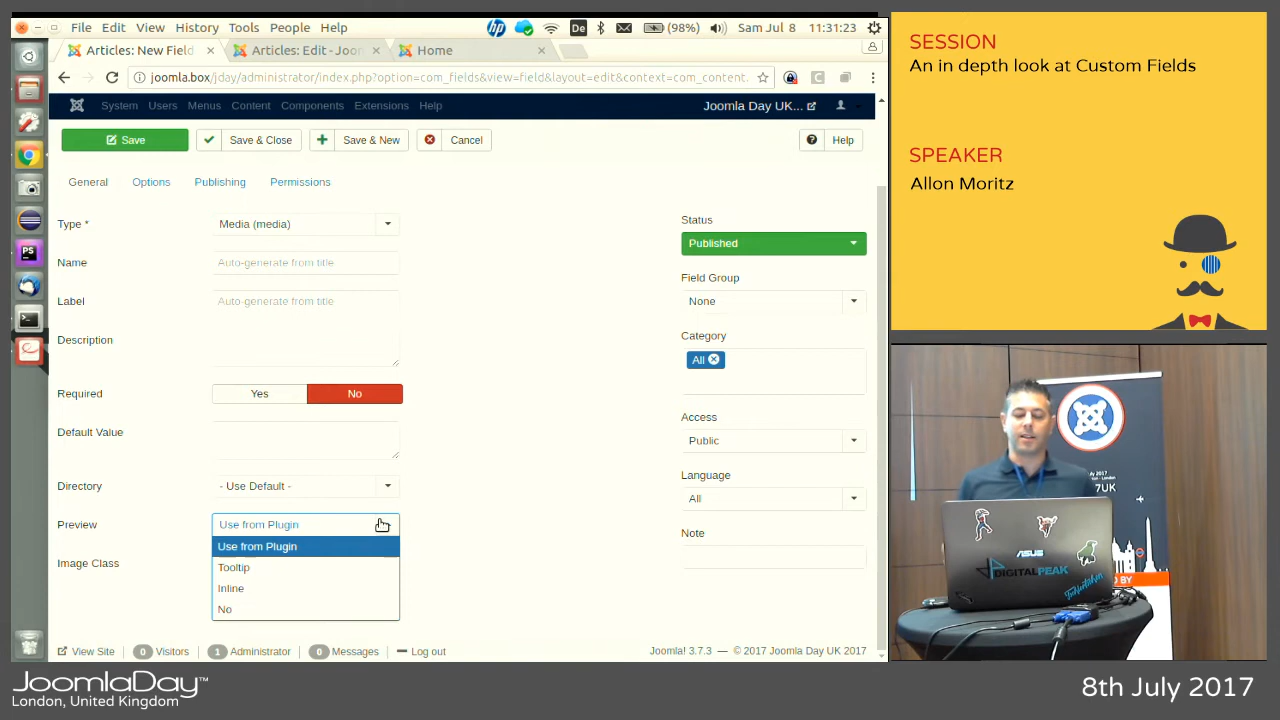 File Edit View History Tools People Help
De (98%) Sam Jul 8 11:31:23
Articles: New Field
Articles: Edit - Joom
Home
joomla.box/jday/administrator/index.php?option=com_fields&view=field&layout=edit&context=com_content.
System Users Menus Content Components Extensions Help
Joomla Day UK...
Save
Save & Close
Save & New
Cancel
Help
General Options Publishing Permissions
Type *
Media (media)
Name
Auto-generate from title
Label
Auto-generate from title
Description
Required
Yes
No
Default Value
Directory
- Use Default -
Preview
Use from Plugin
Use from Plugin
Tooltip
Inline
No
Image Class
Status
Published
Field Group
None
Category
All
Access
Public
Language
All
Note
View Site
0 Visitors
1 Administrator
0 Messages
Log out
Joomla! 3.7.3 — © 2017 Joomla Day UK 2017
SESSION
An in depth look at Custom Fields
SPEAKER
Allon Moritz
7UK
ASUS
DIGITALPEAK
D BY
JoomlaDay™
London, United Kingdom
8th July 2017